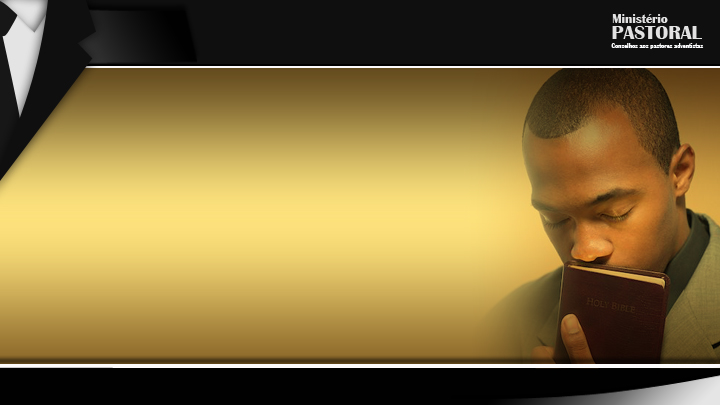 Ministério
PASTORAL
Conselhos aos pastores adventistas
HOLY BIBLE